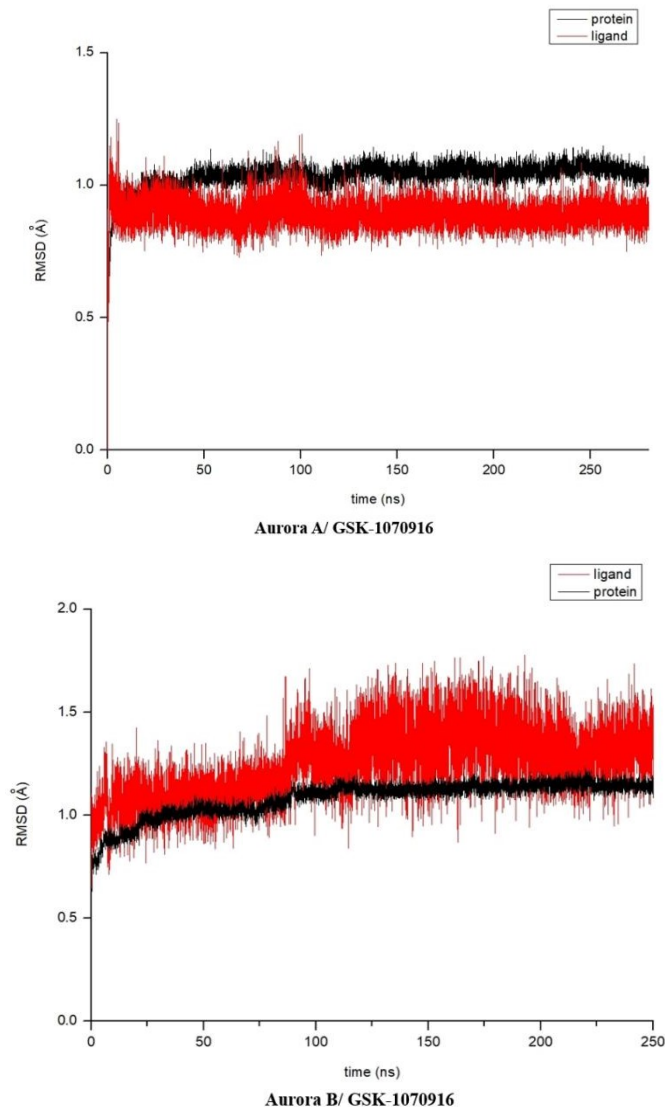 protein
ligand
1.5
1.0
0.5
0.0
RMSD (Å)
0
50
100
150
200
250
time (ns)
Aurora A/ GSK-1070916
ligand
protein
2.0
1.5
1.0
0.5
0.0
RMSD (Å)
0
50
100
150
200
250
time (ns)
Aurora B/ GSK-1070916